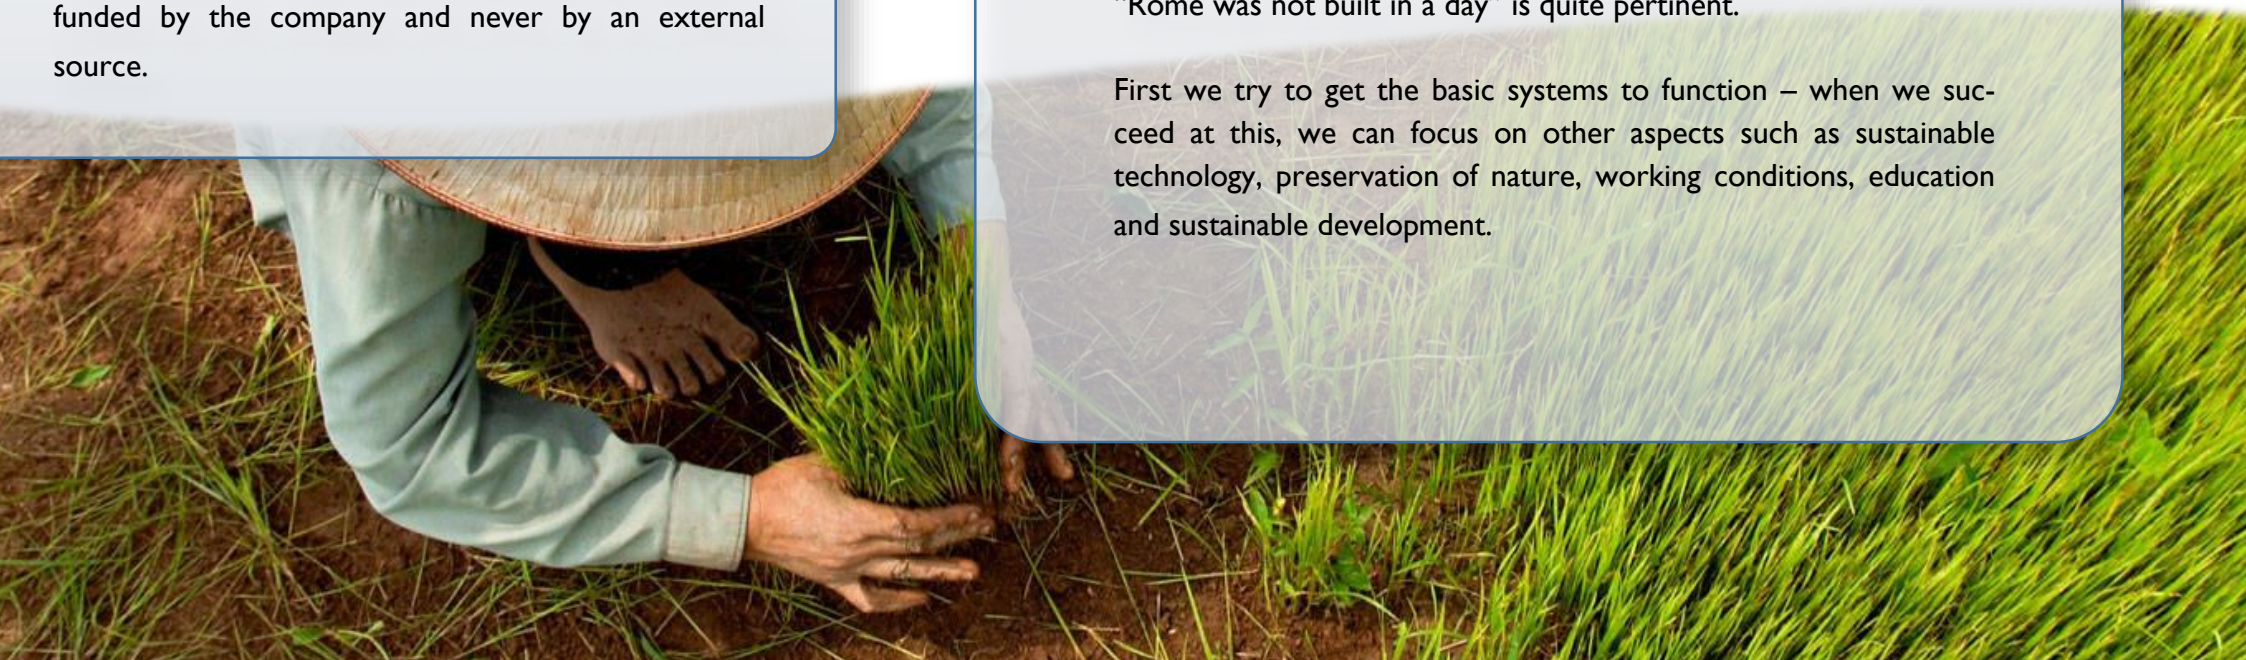 funded by the company and never by an external
source.
"Rome was not built in a day" is quite pertinent.
First we try to get the basic systems to function – when we suc-
ceed at this, we can focus on other aspects such as sustainable
technology, preservation of nature, working conditions, education
and sustainable development.